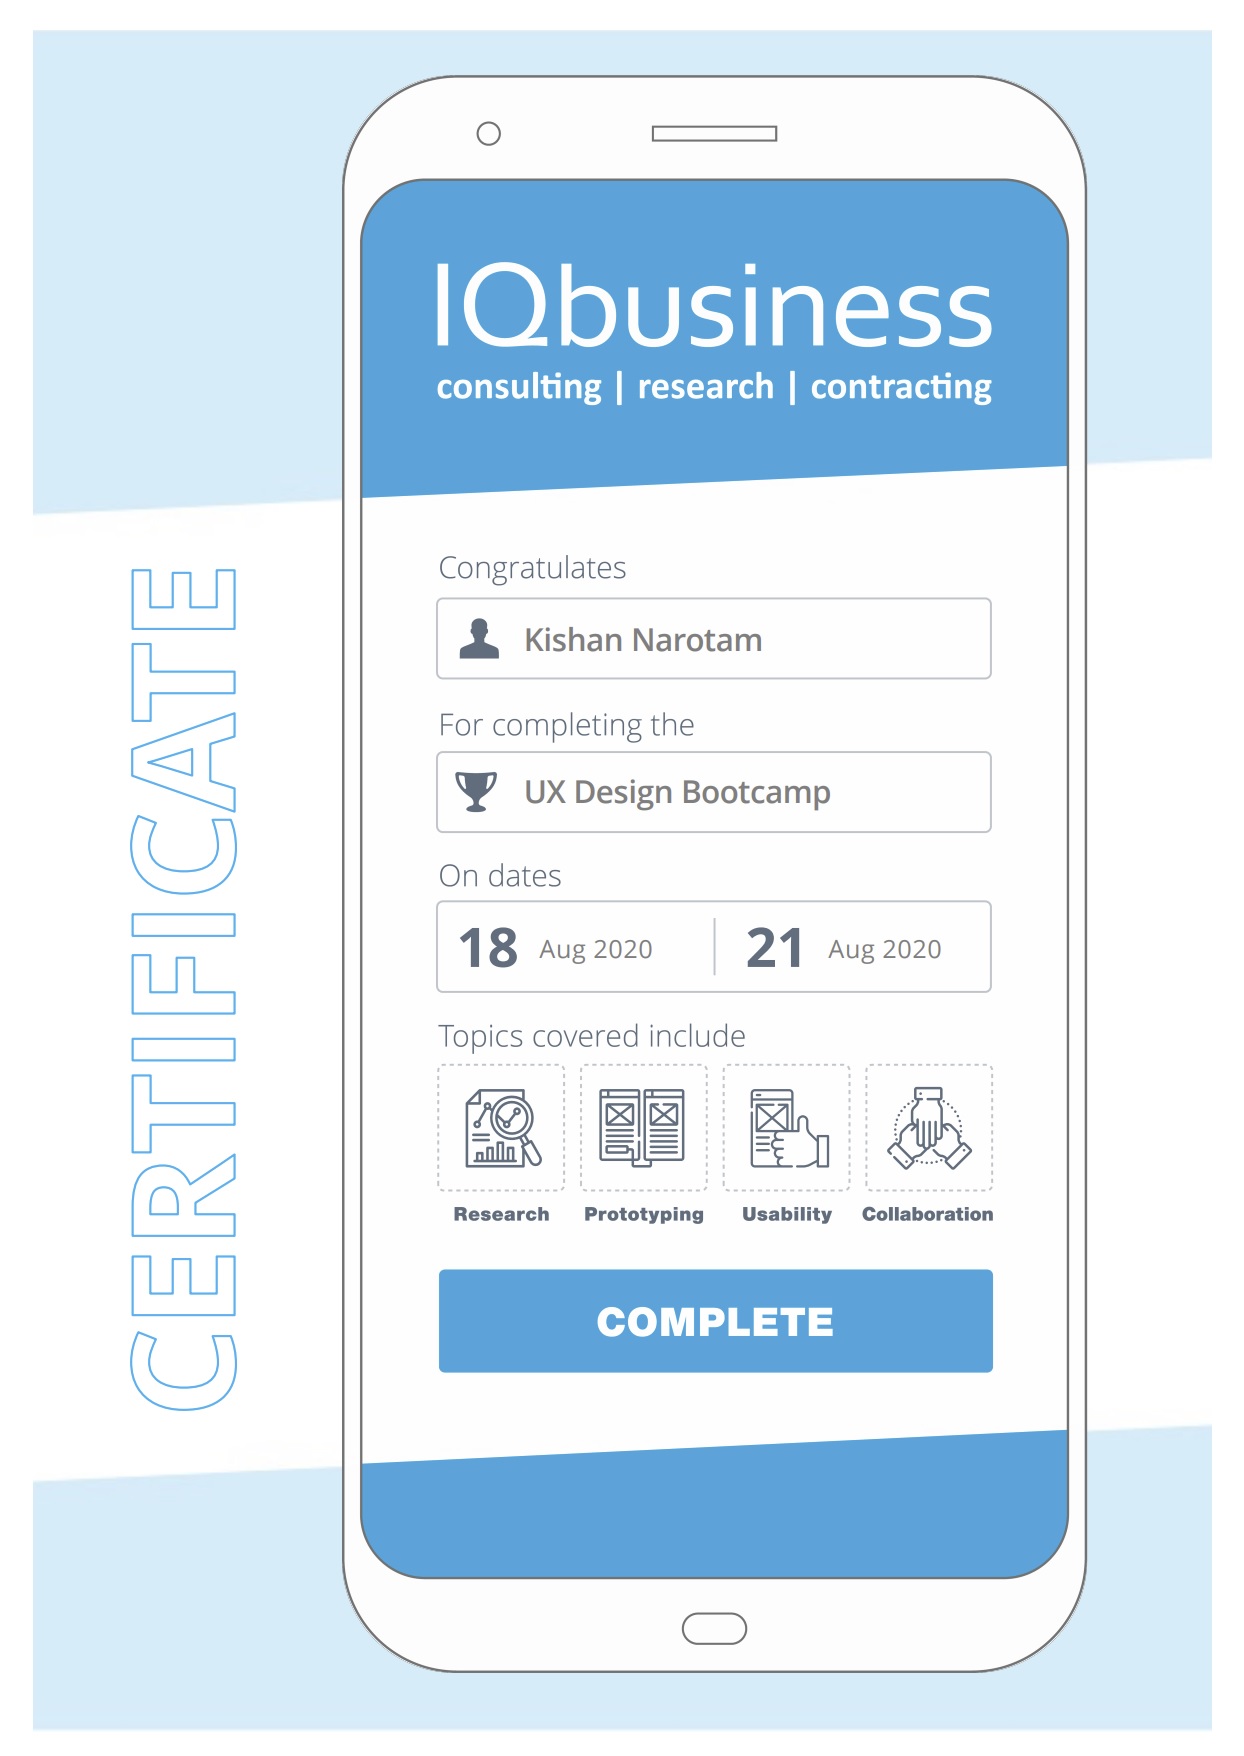 IQbusiness
consulting | research | contracting
CERTIFICATE
Congratulates
Kishan Narotam
For completing the
UX Design Bootcamp
On dates
18 Aug 2020 | 21 Aug 2020
Topics covered include
Research Prototyping Usability Collaboration
COMPLETE